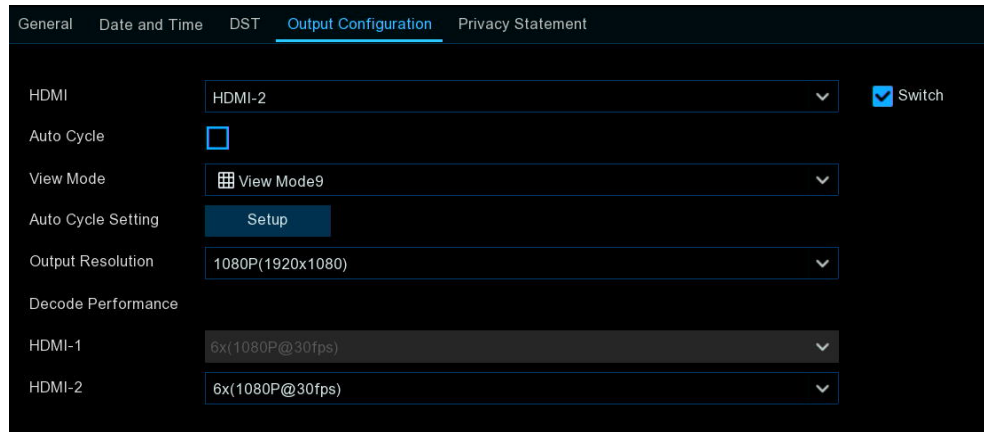 General Date and Time DST Output Configuration Privacy Statement
HDMI HDMI-2 Switch
Auto Cycle
View Mode View Mode9
Auto Cycle Setting Setup
Output Resolution 1080P(1920x1080)
Decode Performance
HDMI-1 6x(1080P@30fps)
HDMI-2 6x(1080P@30fps)